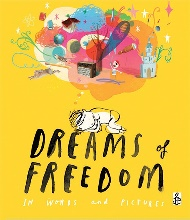 DREAMS of
FREEDOM
IN WORDS and PICTURES